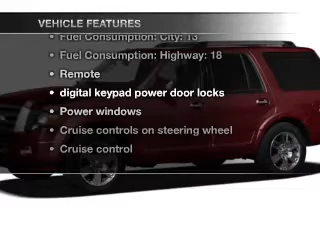 VEHICLE FEATURES
• Fuel Consumption: City: 13
• Fuel Consumption: Highway: 18
• Remote
• digital keypad power door locks
• Power windows
• Cruise controls on steering wheel
• Cruise control